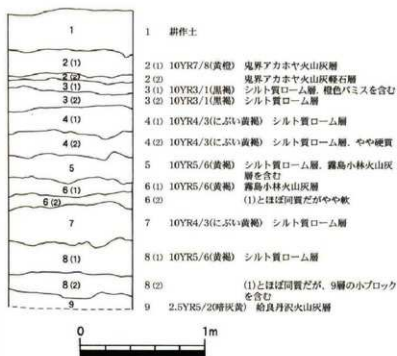 1
1 耕作土
2 (1)
2 (1) 10YR7/8(黄橙) 鬼界アカホヤ火山灰層
2 (2)
2 (2) 鬼界アカホヤ火山灰軽石層
3 (1)
3 (1) 10YR3/1(黒褐) シルト質ローム層、橙色パミスを含む
3 (2)
3 (2) 10YR3/1(黒褐) シルト質ローム層
4 (1)
4 (1) 10YR4/3(にぶい黄褐) シルト質ローム層
4 (2)
4 (2) 10YR4/3(にぶい黄褐) シルト質ローム層、やや硬質
5
5 10YR5/6(黄褐) シルト質ローム層、霧島小林火山灰
層を含む
6 (1)
6 (1) 10YR5/6(黄褐) 霧島小林火山灰層
6 (2)
6 (2) (1)とほぼ同質だがやや軟
7
7 10YR4/3(にぶい黄褐) シルト質ローム層
8 (1)
8 (1) 10YR5/6(黄褐) シルト質ローム層
8 (2)
8 (2) (1)とほぼ同質だが、9層の小ブロック
を含む
9
9 2.5YR5/2(暗灰黄) 姶良丹沢火山灰層
0 1m